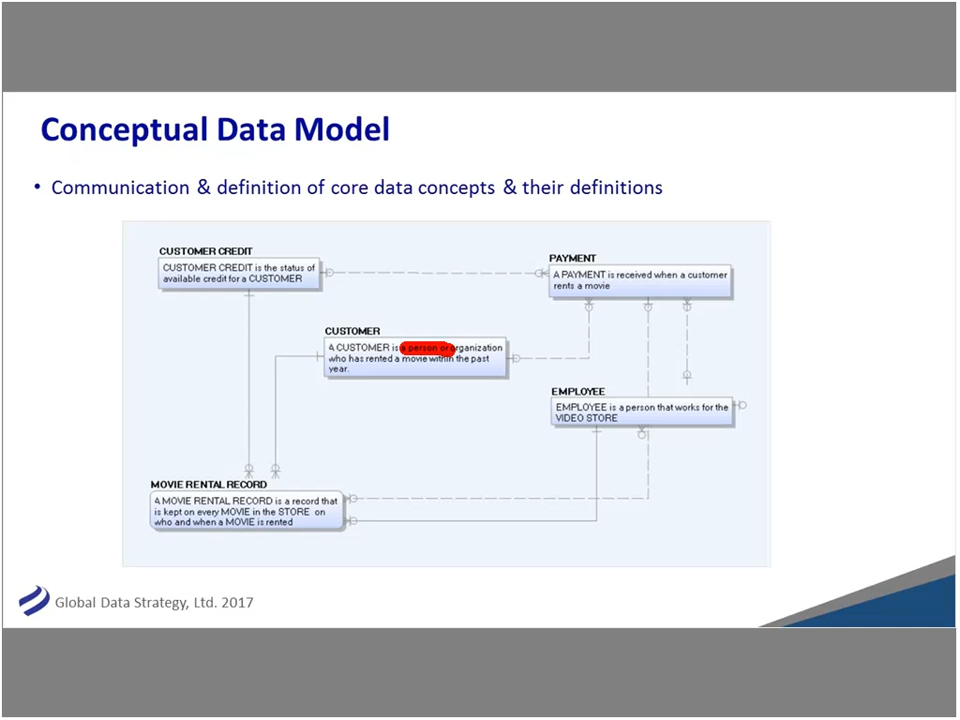 Conceptual Data Model
• Communication & definition of core data concepts & their definitions
CUSTOMER CREDIT
CUSTOMER CREDIT is the status of
available credit for a CUSTOMER
PAYMENT
A PAYMENT is received when a customer
rents a movie
CUSTOMER
A CUSTOMER is a person or organization
who has rented a movie within the past
year.
EMPLOYEE
EMPLOYEE is a person that works for the
VIDEO STORE
MOVIE RENTAL RECORD
A MOVIE RENTAL RECORD is a record that
is kept on every MOVIE in the STORE on
who and when a MOVIE is rented
Global Data Strategy, Ltd. 2017